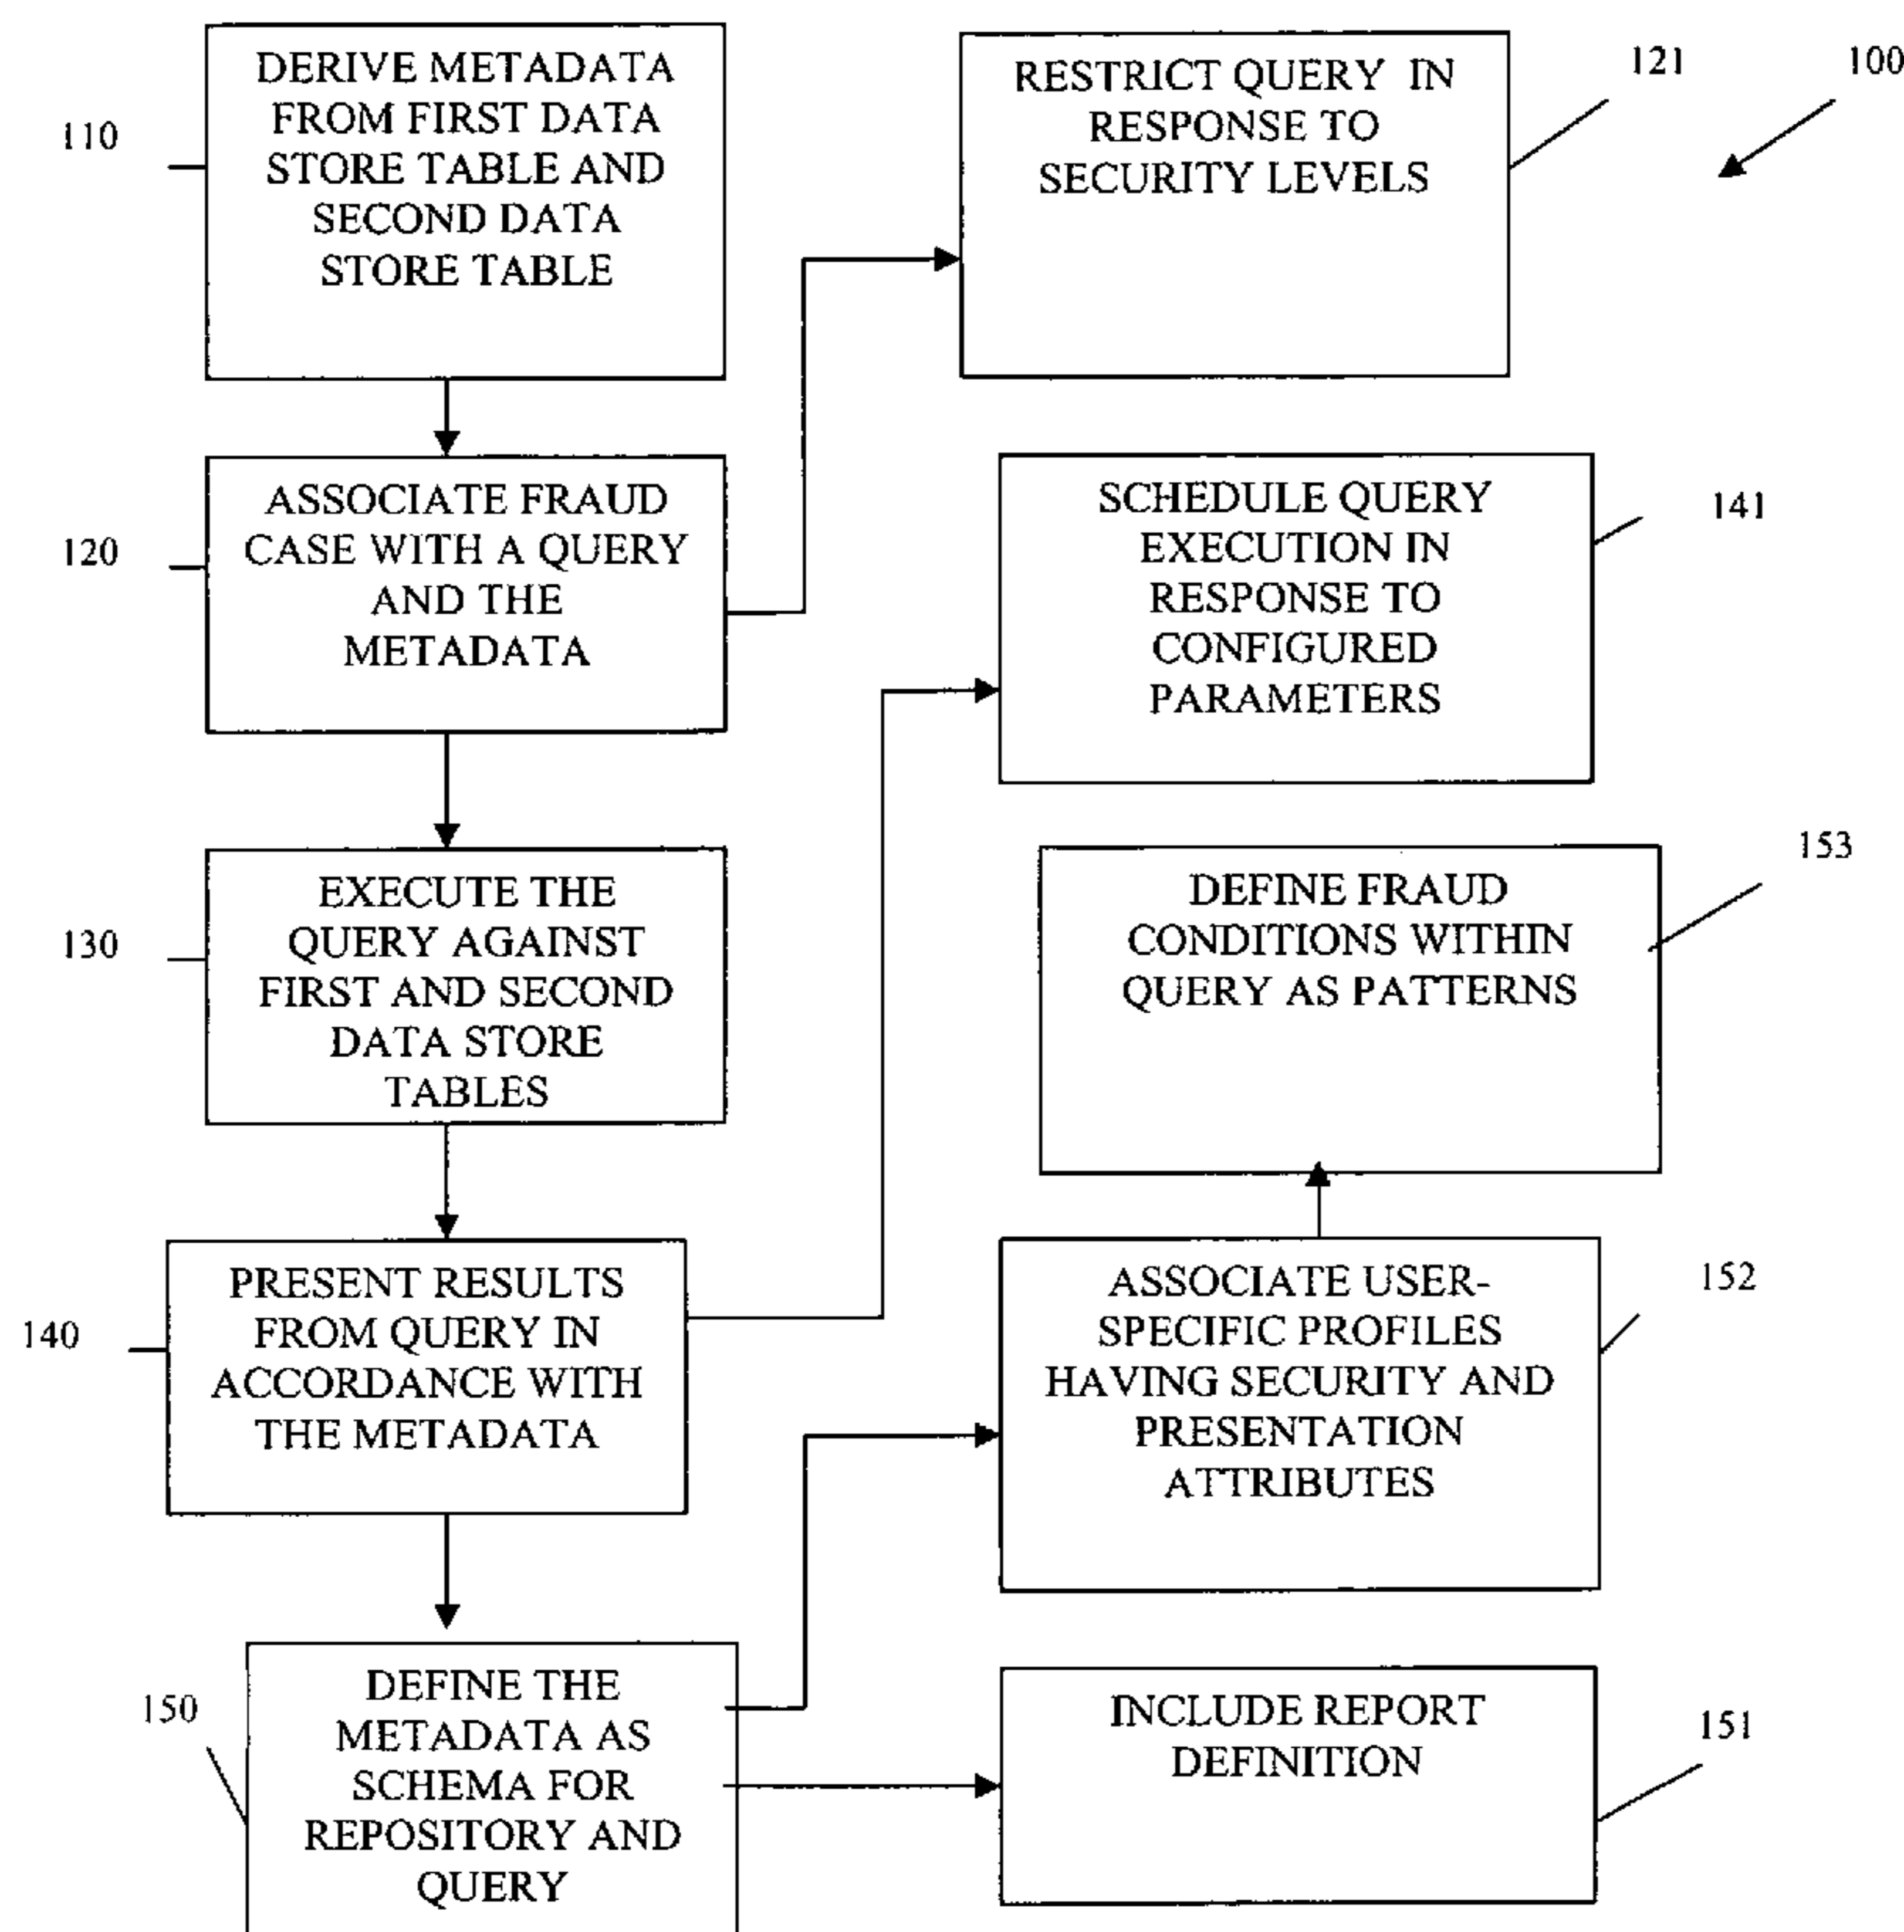 DERIVE METADATA
FROM FIRST DATA
STORE TABLE AND
SECOND DATA
STORE TABLE
110
RESTRICT QUERY IN
RESPONSE TO
SECURITY LEVELS
121
100
ASSOCIATE FRAUD
CASE WITH A QUERY
AND THE
METADATA
120
SCHEDULE QUERY
EXECUTION IN
RESPONSE TO
CONFIGURED
PARAMETERS
141
EXECUTE THE
QUERY AGAINST
FIRST AND SECOND
DATA STORE
TABLES
130
DEFINE FRAUD
CONDITIONS WITHIN
QUERY AS PATTERNS
153
PRESENT RESULTS
FROM QUERY IN
ACCORDANCE WITH
THE METADATA
140
ASSOCIATE USER-
SPECIFIC PROFILES
HAVING SECURITY AND
PRESENTATION
ATTRIBUTES
152
DEFINE THE
METADATA AS
SCHEMA FOR
REPOSITORY AND
QUERY
150
INCLUDE REPORT
DEFINITION
151